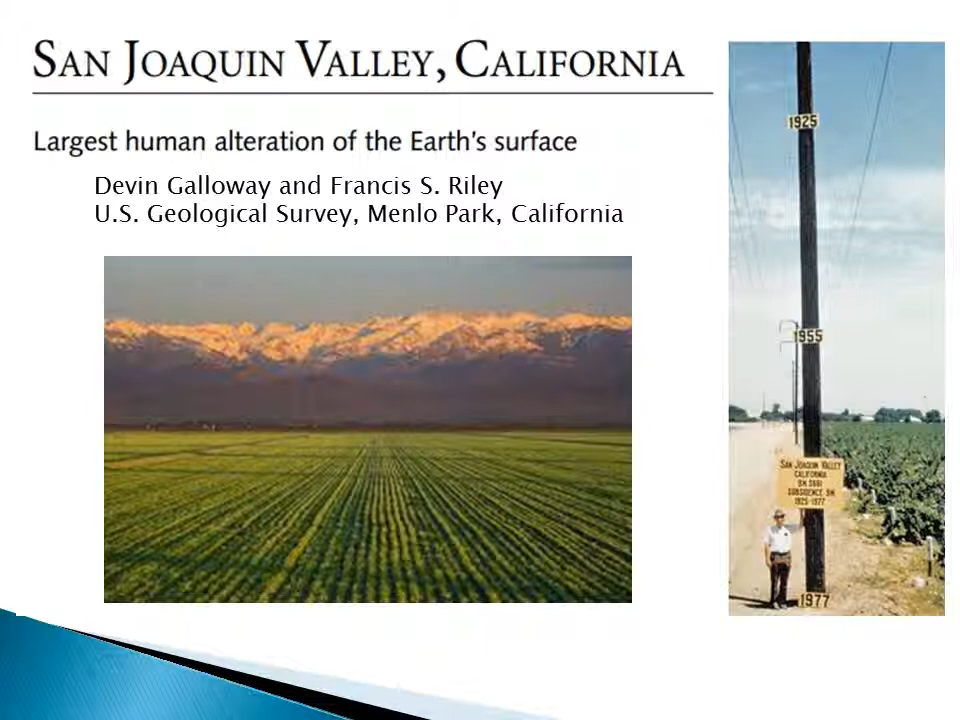 SAN JOAQUIN VALLEY, CALIFORNIA
Largest human alteration of the Earth's surface
Devin Galloway and Francis S. Riley
U.S. Geological Survey, Menlo Park, California
1925
1955
SAN JOAQUIN VALLEY
CALIFORNIA
BM S661
SUBSIDENCE 9M
1925-1977
1977